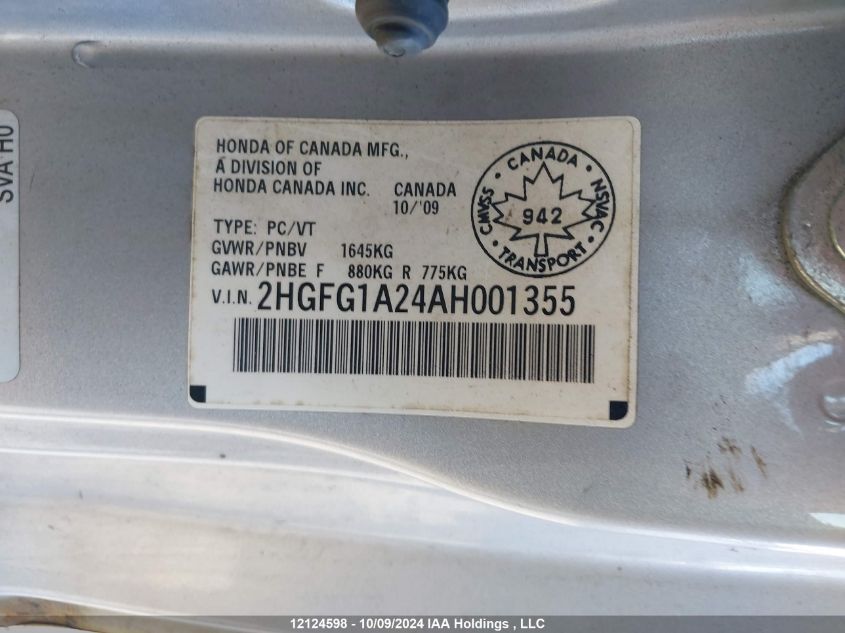 HONDA OF CANADA MFG.,
A DIVISION OF
HONDA CANADA INC. CANADA
10/'09
TYPE: PC/VT
GVWR/PNBV 1645KG
GAWR/PNBE F 880KG R 775KG
V.I.N. 2HGFG1A24AH001355
CANADA
CMVSS
NSVAC
942
TRANSPORT
SVA H0
12124598 - 10/09/2024 IAA Holdings , LLC